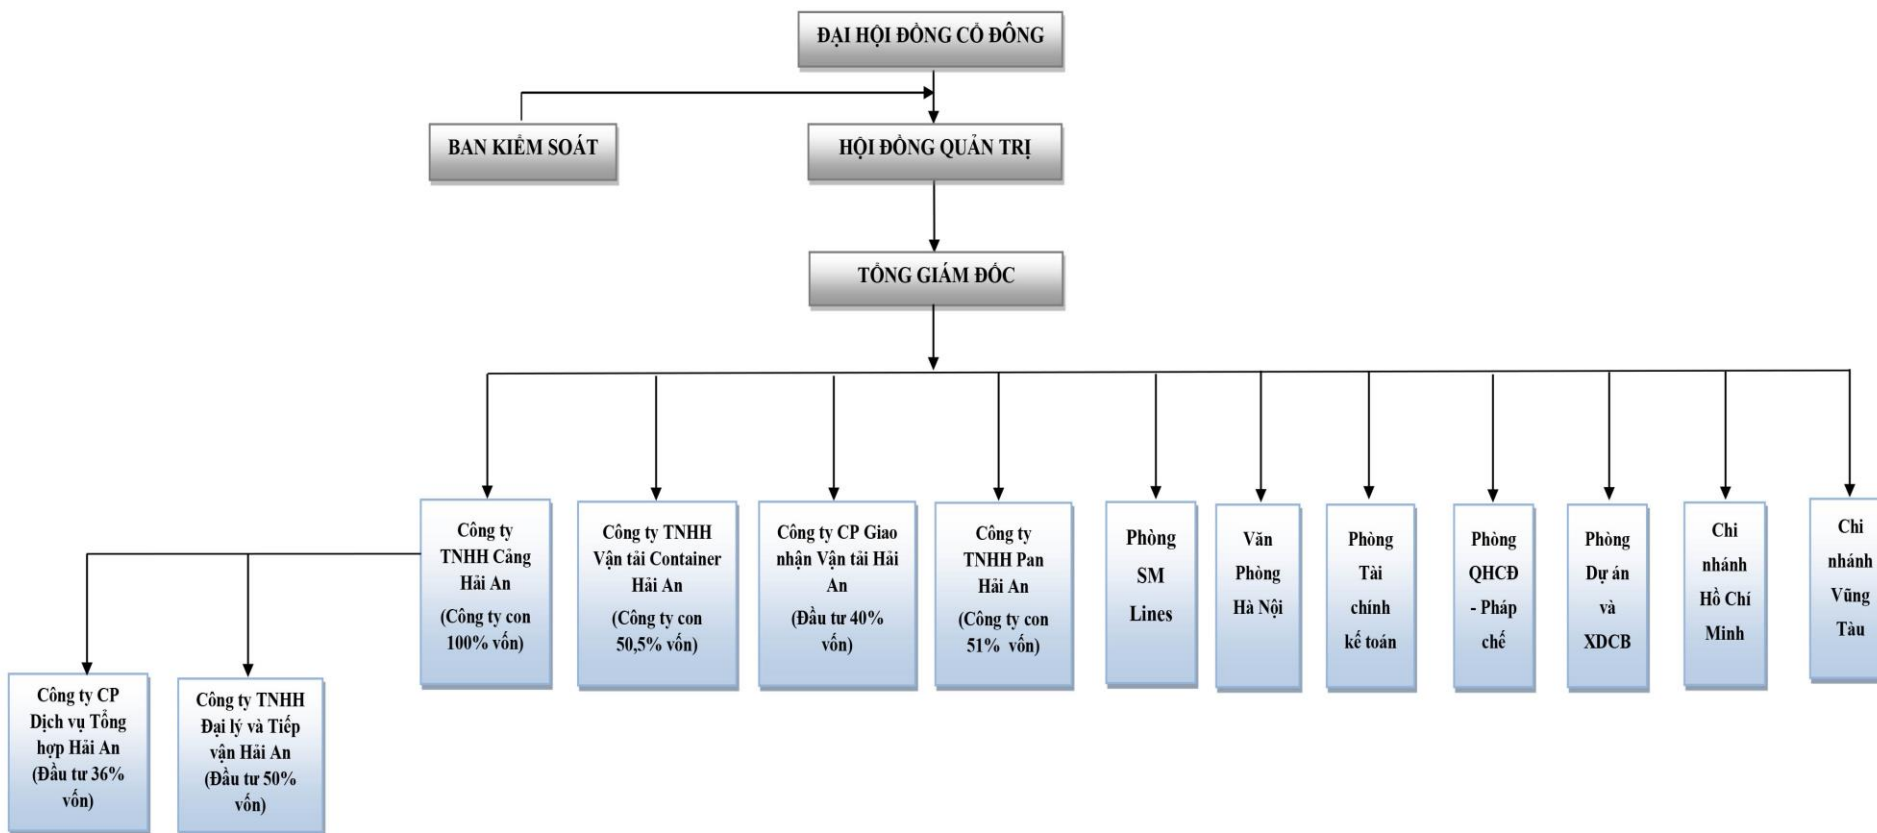 ĐẠI HỘI ĐỒNG CỔ ĐÔNG
BAN KIỂM SOÁT
HỘI ĐỒNG QUẢN TRỊ
TỔNG GIÁM ĐỐC
Công ty
TNHH Cảng
Hải An
(Công ty con
100% vốn)
Công ty TNHH
Vận tải Container
Hải An
(Công ty con
50,5% vốn)
Công ty CP Giao
nhận Vận tải Hải
An
(Đầu tư 40%
vốn)
Công ty
TNHH Pan
Hải An
(Công ty con
51% vốn)
Phòng
SM
Lines
Văn
Phòng
Hà Nội
Phòng
Tài
chính
kế toán
Phòng
QHCĐ
- Pháp
chế
Phòng
Dự án
và
XDCB
Chi
nhánh
Hồ Chí
Minh
Chi
nhánh
Vũng
Tàu
Công ty CP
Dịch vụ Tổng
hợp Hải An
(Đầu tư 36%
vốn)
Công ty TNHH
Đại lý và Tiếp
vận Hải An
(Đầu tư 50%
vốn)